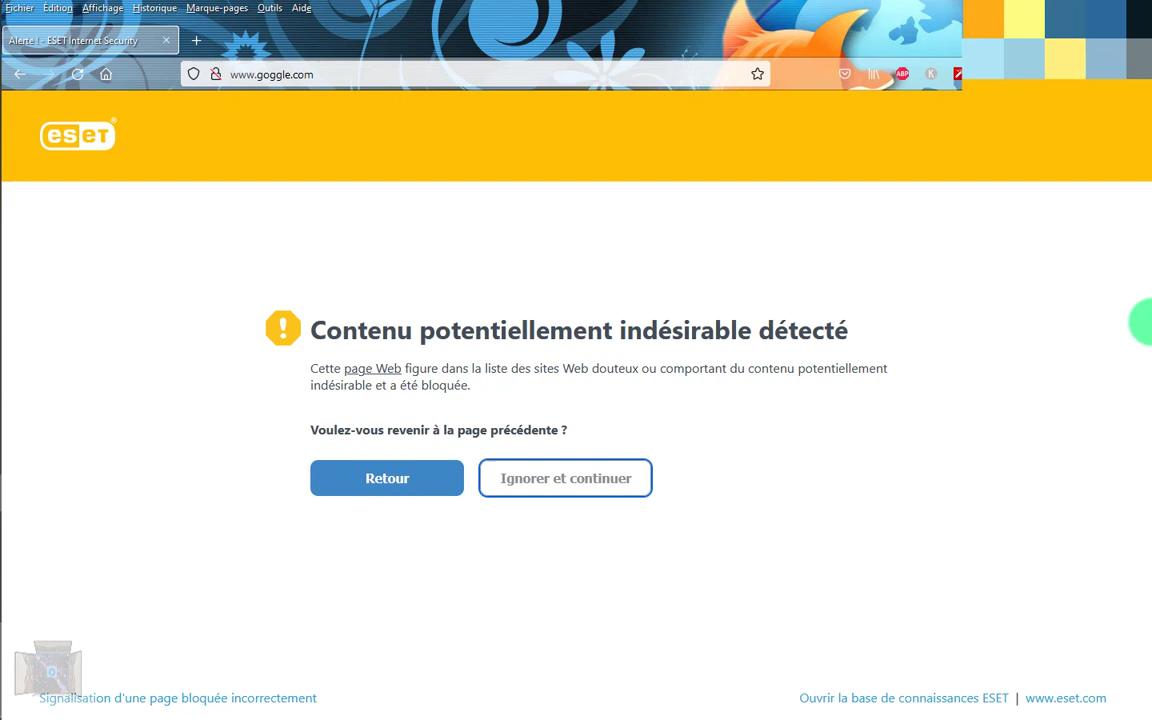 Fichier Édition Affichage Historique Marque-pages Outils Aide
Alerte ! - ESET Internet Security
www.goggle.com
ABP
K
eseT®
Contenu potentiellement indésirable détecté
Cette page Web figure dans la liste des sites Web douteux ou comportant du contenu potentiellement
indésirable et a été bloquée.
Voulez-vous revenir à la page précédente ?
Retour Ignorer et continuer
Signalisation d'une page bloquée incorrectement Ouvrir la base de connaissances ESET | www.eset.com